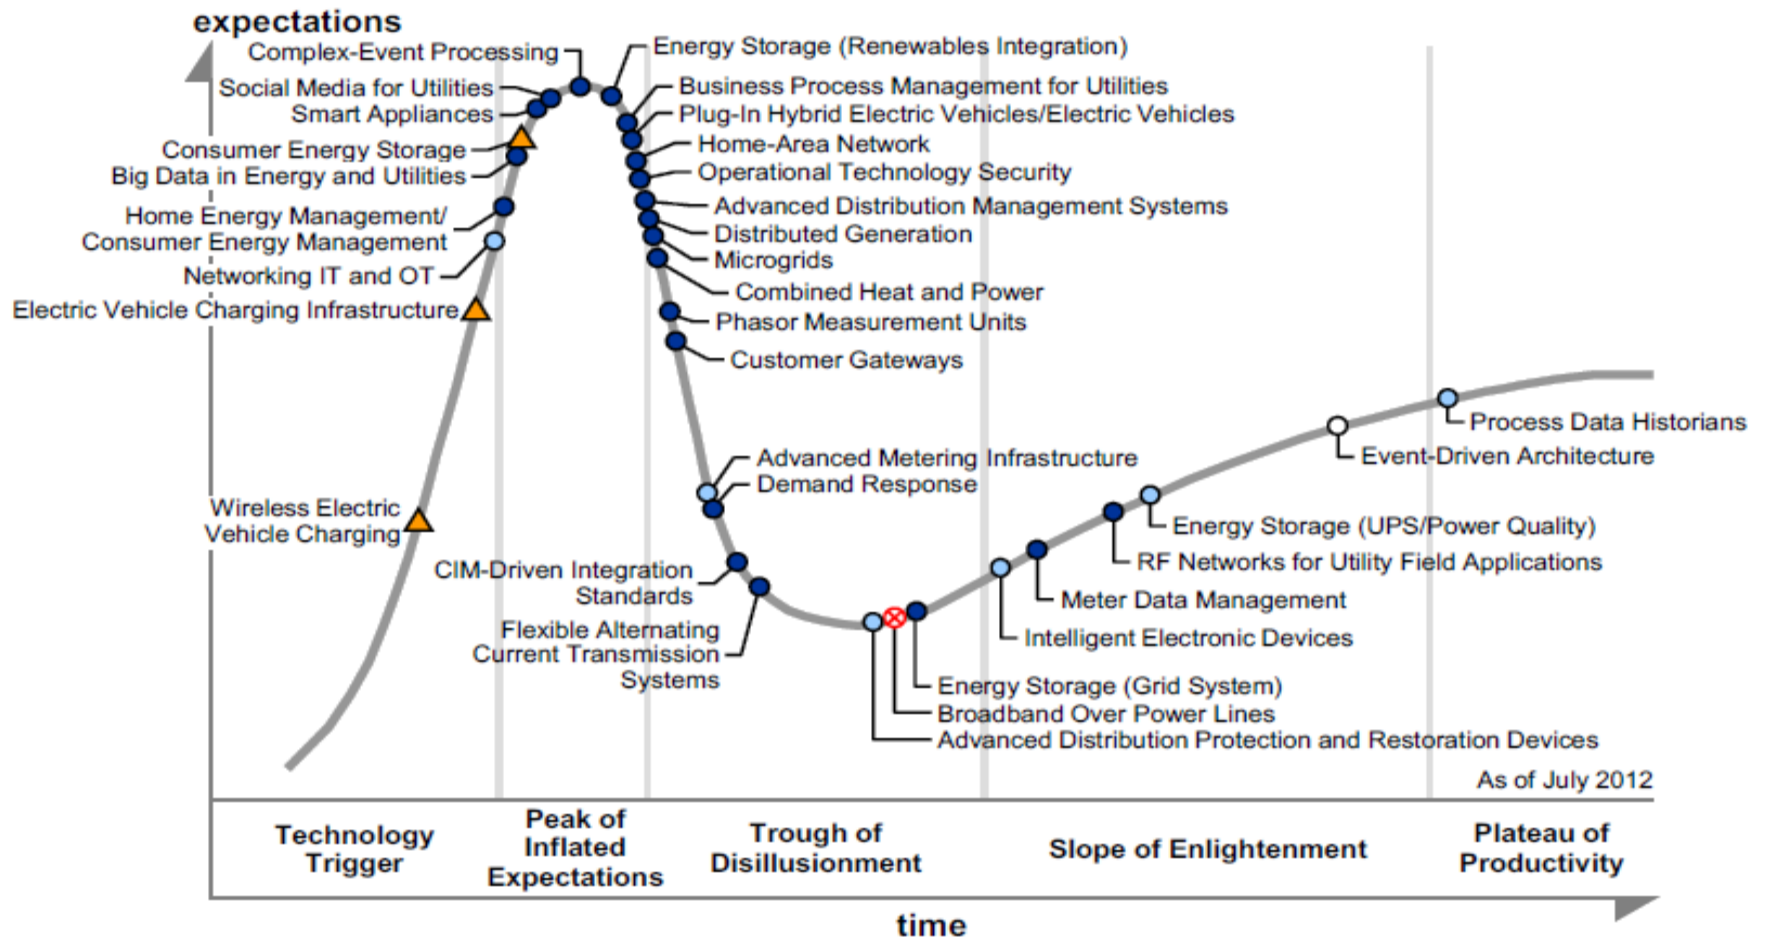 expectations
Complex-Event Processing
Social Media for Utilities
Smart Appliances
Consumer Energy Storage
Big Data in Energy and Utilities
Home Energy Management/
Consumer Energy Management
Networking IT and OT
Electric Vehicle Charging Infrastructure
Wireless Electric
Vehicle Charging
Energy Storage (Renewables Integration)
Business Process Management for Utilities
Plug-In Hybrid Electric Vehicles/Electric Vehicles
Home-Area Network
Operational Technology Security
Advanced Distribution Management Systems
Distributed Generation
Microgrids
Combined Heat and Power
Phasor Measurement Units
Customer Gateways
Advanced Metering Infrastructure
Demand Response
CIM-Driven Integration
Standards
Flexible Alternating
Current Transmission
Systems
Process Data Historians
Event-Driven Architecture
Energy Storage (UPS/Power Quality)
RF Networks for Utility Field Applications
Meter Data Management
Intelligent Electronic Devices
Energy Storage (Grid System)
Broadband Over Power Lines
Advanced Distribution Protection and Restoration Devices
As of July 2012
Technology
Trigger
Peak of
Inflated
Expectations
Trough of
Disillusionment
Slope of Enlightenment
Plateau of
Productivity
time